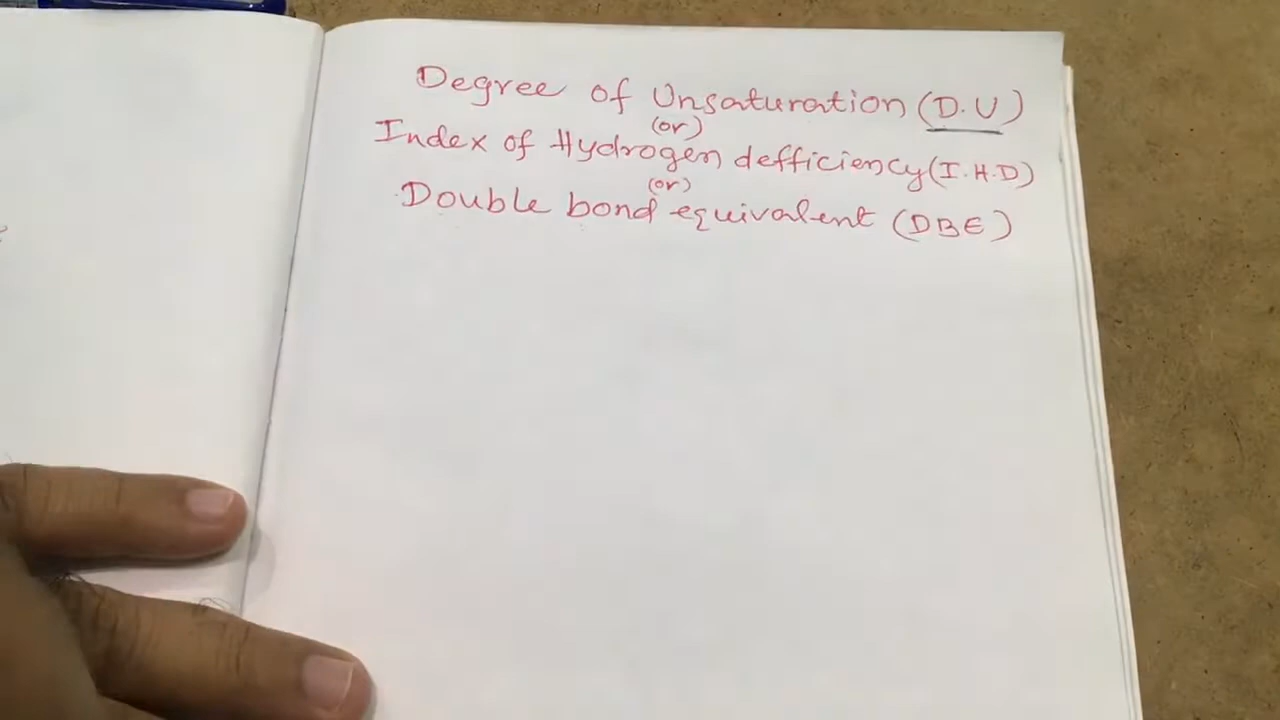 Degree of Unsaturation (D.U)
(or)
Index of Hydrogen defficiency (I.H.D)
(or)
Double bond equivalent (DBE)